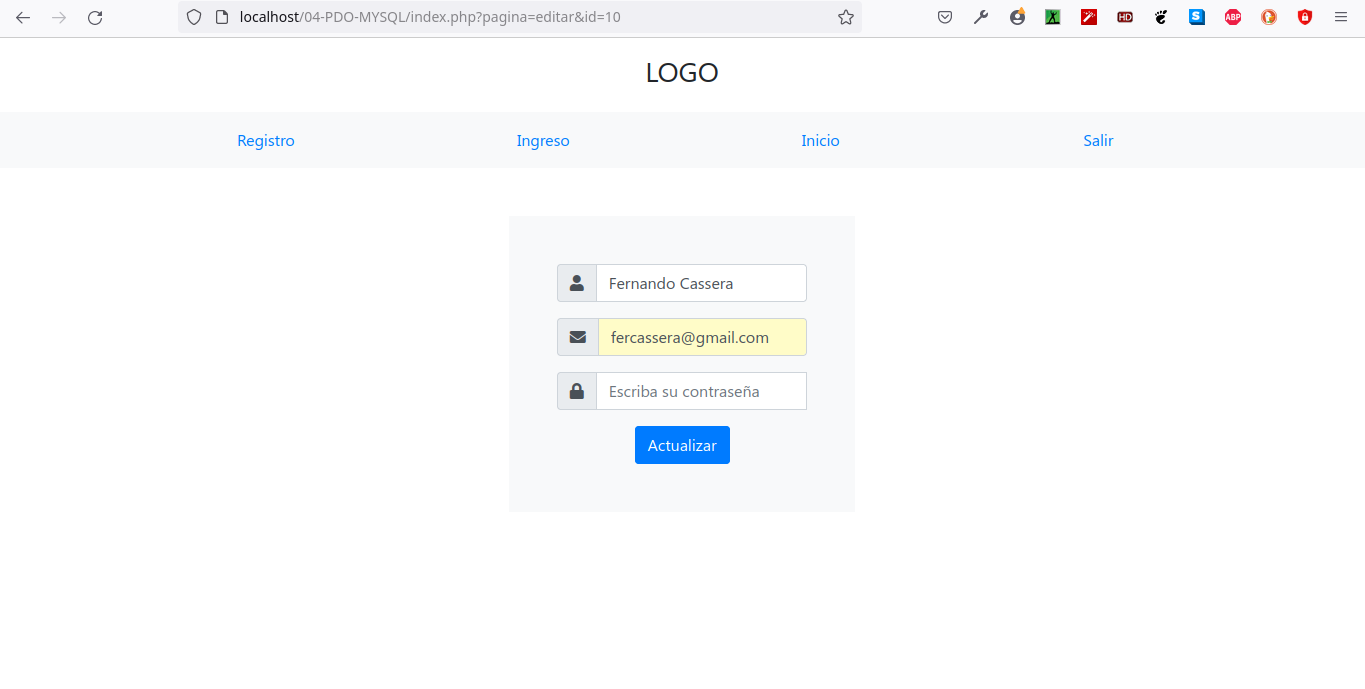 localhost/04-PDO-MYSQL/index.php?pagina=editar&id=10
HD
S
ABP
LOGO
Registro Ingreso Inicio Salir
Fernando Cassera
fercassera@gmail.com
Escriba su contraseña
Actualizar